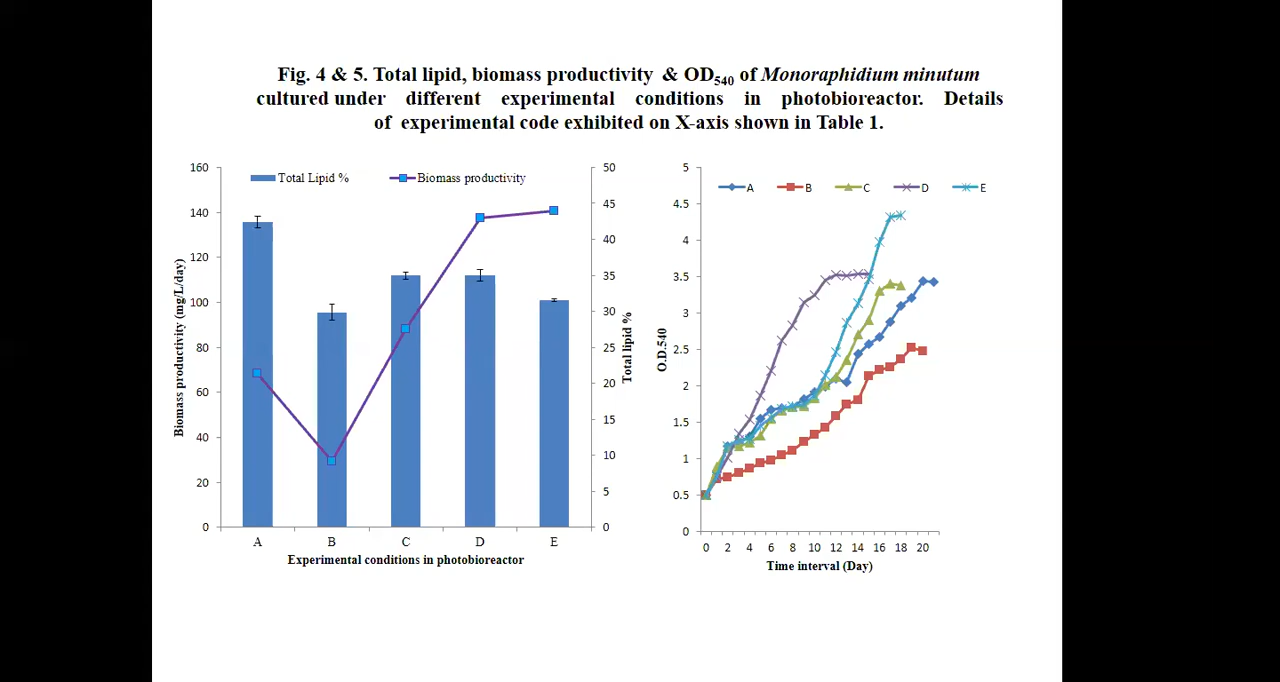 Fig. 4 & 5. Total lipid, biomass productivity & OD540 of Monoraphidium minutum
cultured under different experimental conditions in photobioreactor. Details
of experimental code exhibited on X-axis shown in Table 1.
Total Lipid %
Biomass productivity
Biomass productivity (mg/L/day)
160
140
120
100
80
60
40
20
0
50
45
40
35
30
25
20
15
10
5
0
Total lipid %
A B C D E
Experimental conditions in photobioreactor
A B C D E
O.D.540
5
4.5
4
3.5
3
2.5
2
1.5
1
0.5
0
0 2 4 6 8 10 12 14 16 18 20
Time interval (Day)